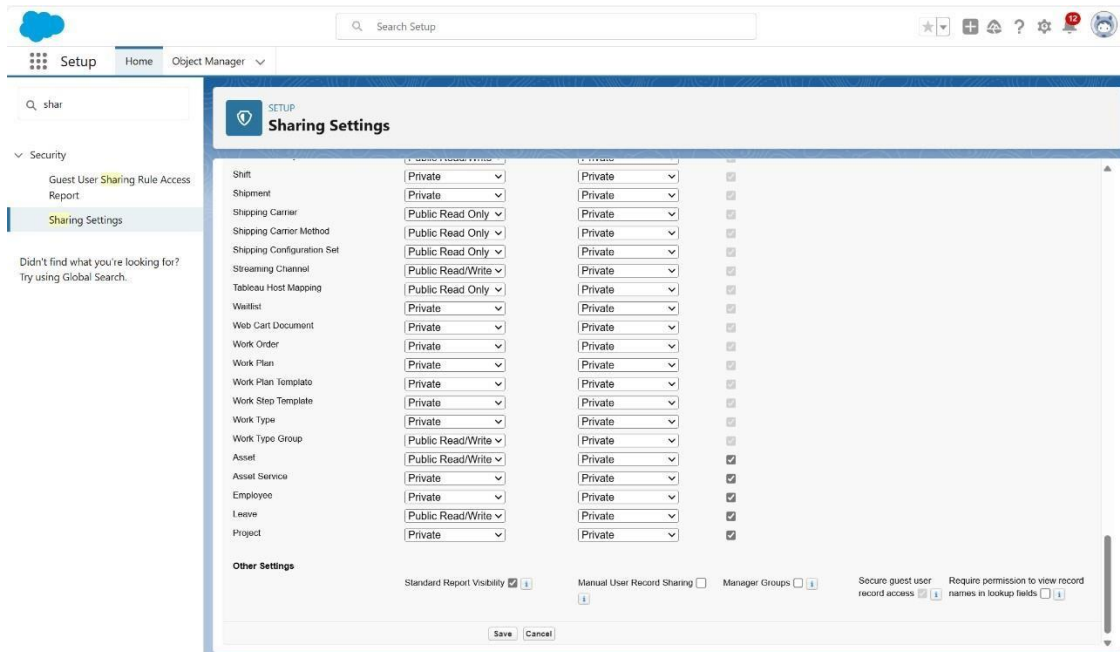 Search Setup
12
Setup Home Object Manager
shar
Security
Guest User Sharing Rule Access
Report
Sharing Settings
Didn't find what you're looking for?
Try using Global Search.
SETUP
Sharing Settings
Public Read/Write Private
Shift Private Private
Shipment Private Private
Shipping Carrier Public Read Only Private
Shipping Carrier Method Public Read Only Private
Shipping Configuration Set Public Read Only Private
Streaming Channel Public Read/Write Private
Tableau Host Mapping Public Read Only Private
Waitlist Private Private
Web Cart Document Private Private
Work Order Private Private
Work Plan Private Private
Work Plan Template Private Private
Work Step Template Private Private
Work Type Private Private
Work Type Group Public Read/Write Private
Asset Public Read/Write Private
Asset Service Private Private
Employee Private Private
Leave Public Read/Write Private
Project Private Private
Other Settings
Standard Report Visibility i Manual User Record Sharing i Manager Groups i
Secure guest user
record access i
Require permission to view record
names in lookup fields i
Save Cancel